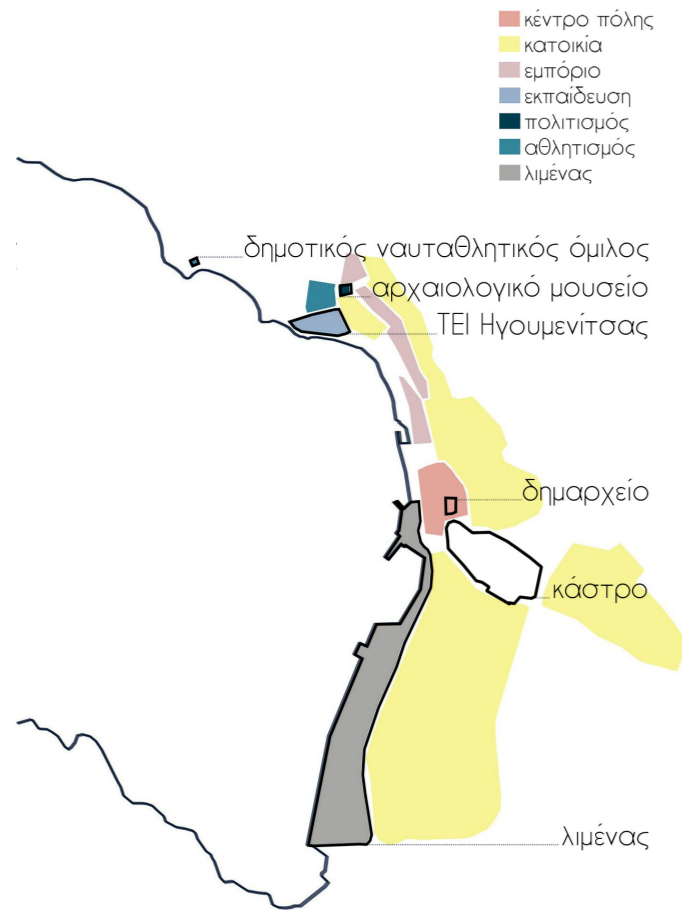 κέντρο πόλης
κατοικία
εμπόριο
εκπαίδευση
πολιτισμός
αθλητισμός
λιμένας
δημοτικός ναυταθλητικός όμιλος
αρχαιολογικό μουσείο
ΤΕΙ Ηγουμενίτσας
δημαρχείο
κάστρο
λιμένας